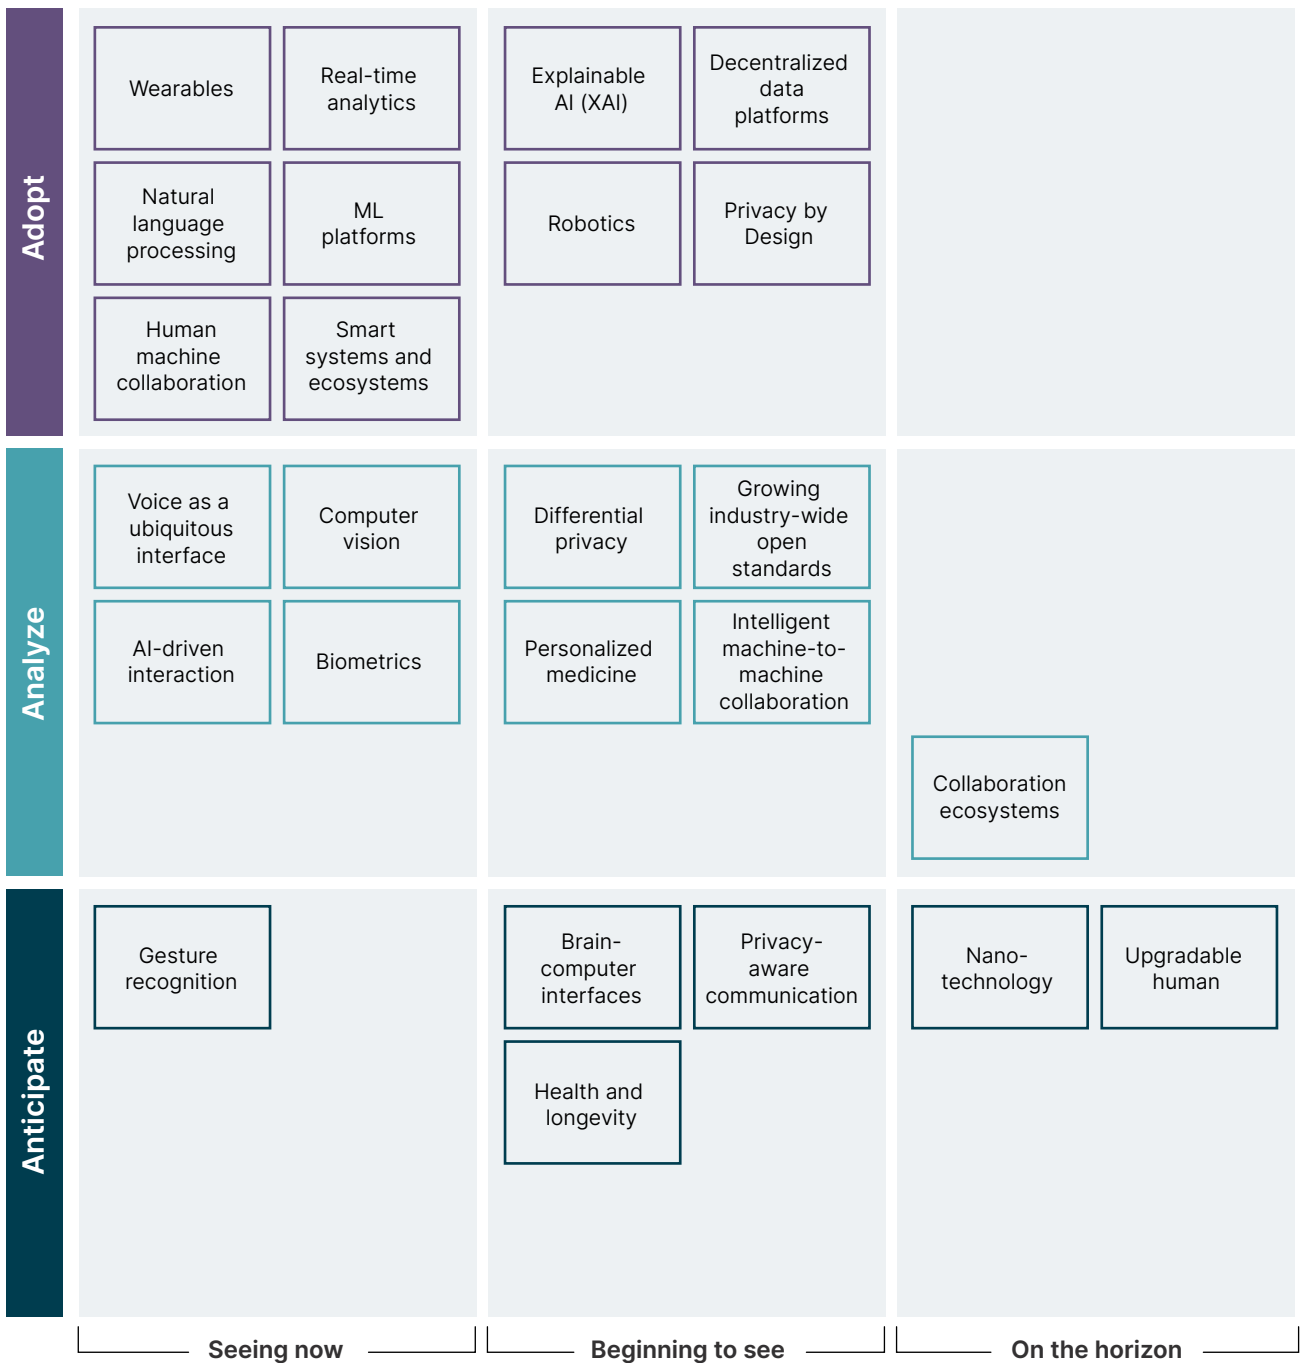 Adopt
Wearables
Real-time
analytics
Natural
language
processing
ML
platforms
Human
machine
collaboration
Smart
systems and
ecosystems
Explainable
AI (XAI)
Decentralized
data
platforms
Robotics
Privacy by
Design
Analyze
Voice as a
ubiquitous
interface
Computer
vision
AI-driven
interaction
Biometrics
Differential
privacy
Growing
industry-wide
open
standards
Personalized
medicine
Intelligent
machine-to-
machine
collaboration
Collaboration
ecosystems
Anticipate
Gesture
recognition
Brain-
computer
interfaces
Privacy-
aware
communication
Health and
longevity
Nano-
technology
Upgradable
human
Seeing now
Beginning to see
On the horizon